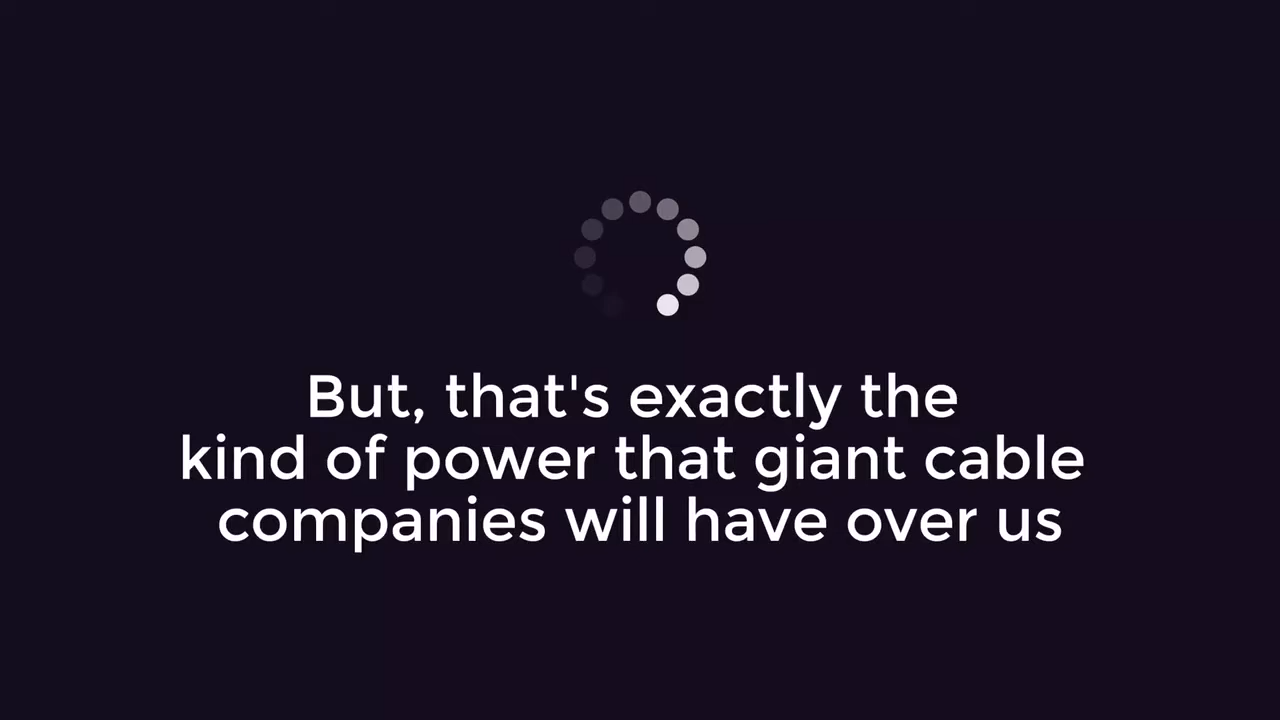 But, that's exactly the
kind of power that giant cable
companies will have over us